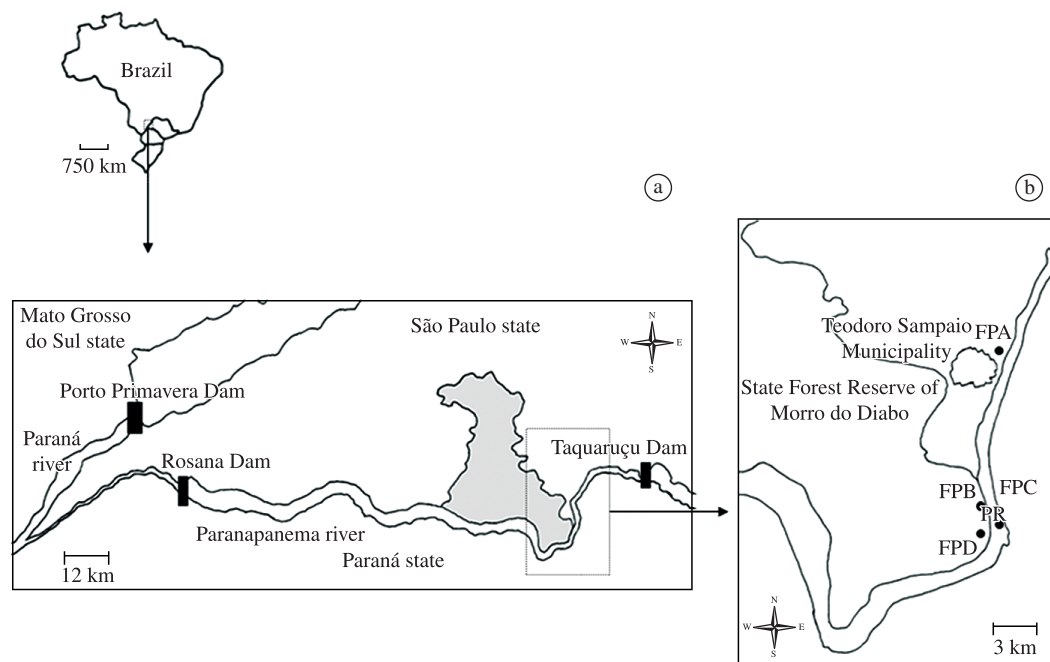 Brazil
750 km
a
b
Mato Grosso
do Sul state
São Paulo state
N
W
E
S
Porto Primavera Dam
Paraná
river
Rosana Dam
Taquaruçu Dam
Paranapanema river
Paraná state
12 km
Teodoro Sampaio
Municipality
FPA
State Forest Reserve of
Morro do Diabo
FPB
FPC
PR
FPD
N
W
E
S
3 km